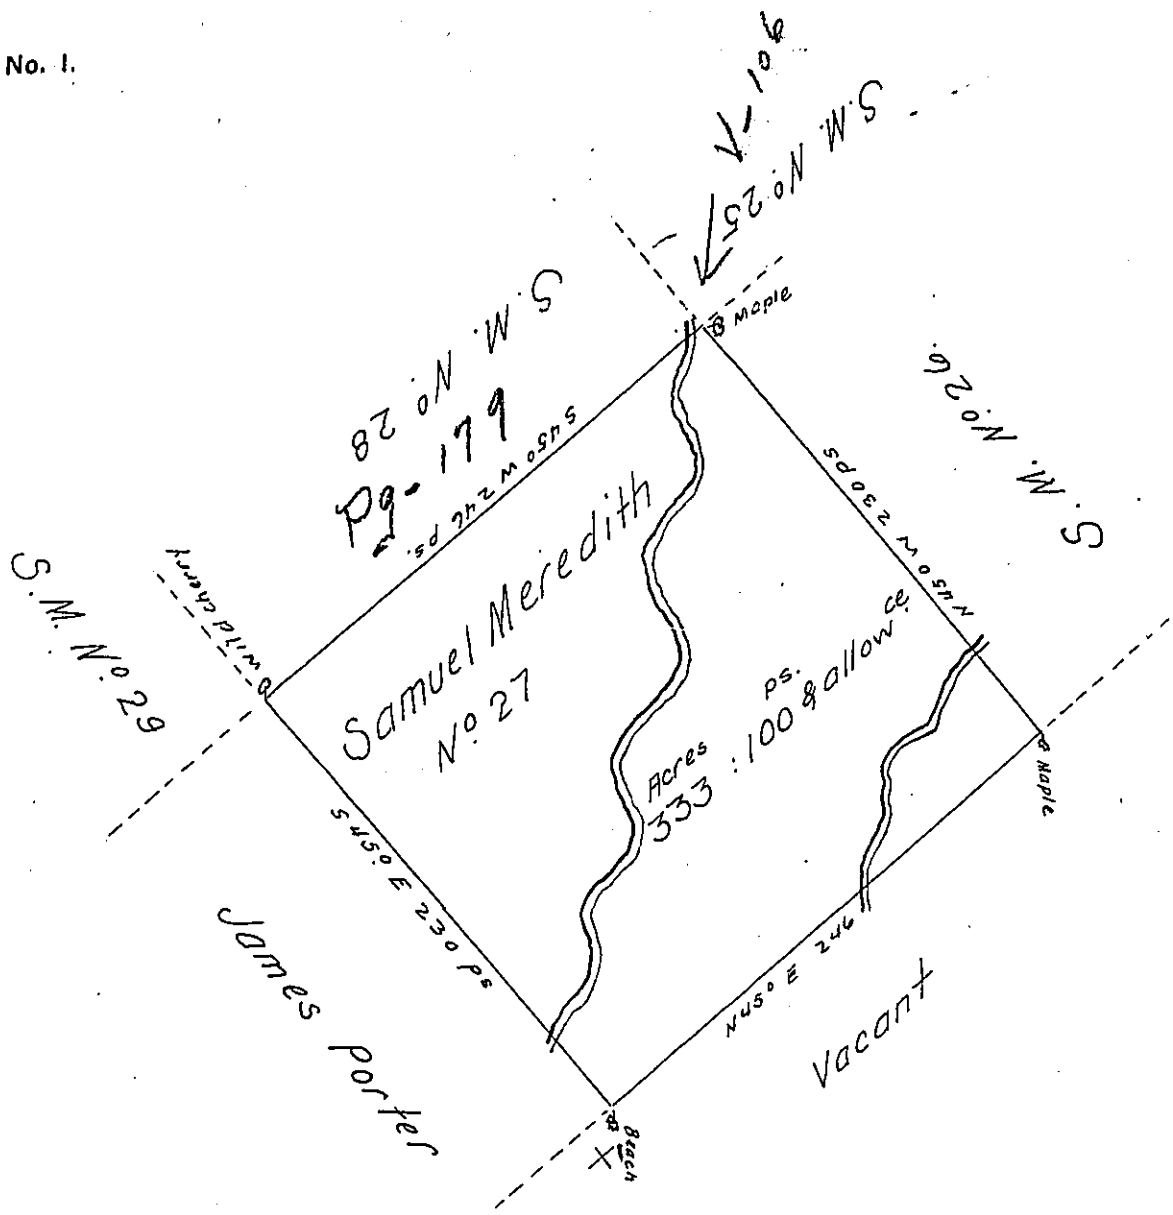 No. 1.
S.M. No. 25
Maple
S. M. No 28
Pg- 179
S 45° W 246 ps.
S. M. No. 26.
N 45° W 230 ps
S. M. No. 29
wild cherry
Samuel Meredith
No. 27
Acres ps.
333 : 100 & allow.ce
Maple
S 45° E 230 ps
James Porter
N 45° E 246
Vacant
Beach
X